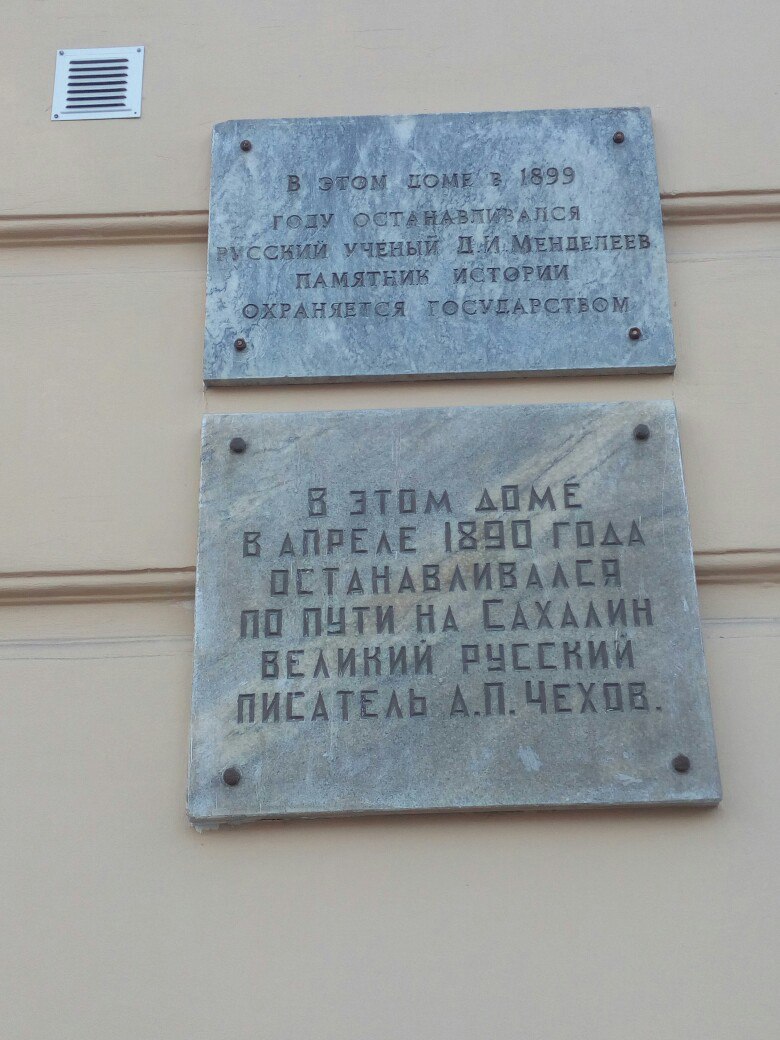 В ЭТОМ ДОМЕ В 1899
ГОДУ ОСТАНАВЛИВАЛСЯ
РУССКИЙ УЧЕНЫЙ Д.И.МЕНДЕЛЕЕВ
ПАМЯТНИК ИСТОРИИ
ОХРАНЯЕТСЯ ГОСУДАРСТВОМ
В ЭТОМ ДОМЕ
В АПРЕЛЕ 1890 ГОДА
ОСТАНАВЛИВАЛСЯ
ПО ПУТИ НА САХАЛИН
ВЕЛИКИЙ РУССКИЙ
ПИСАТЕЛЬ А.П. ЧЕХОВ.